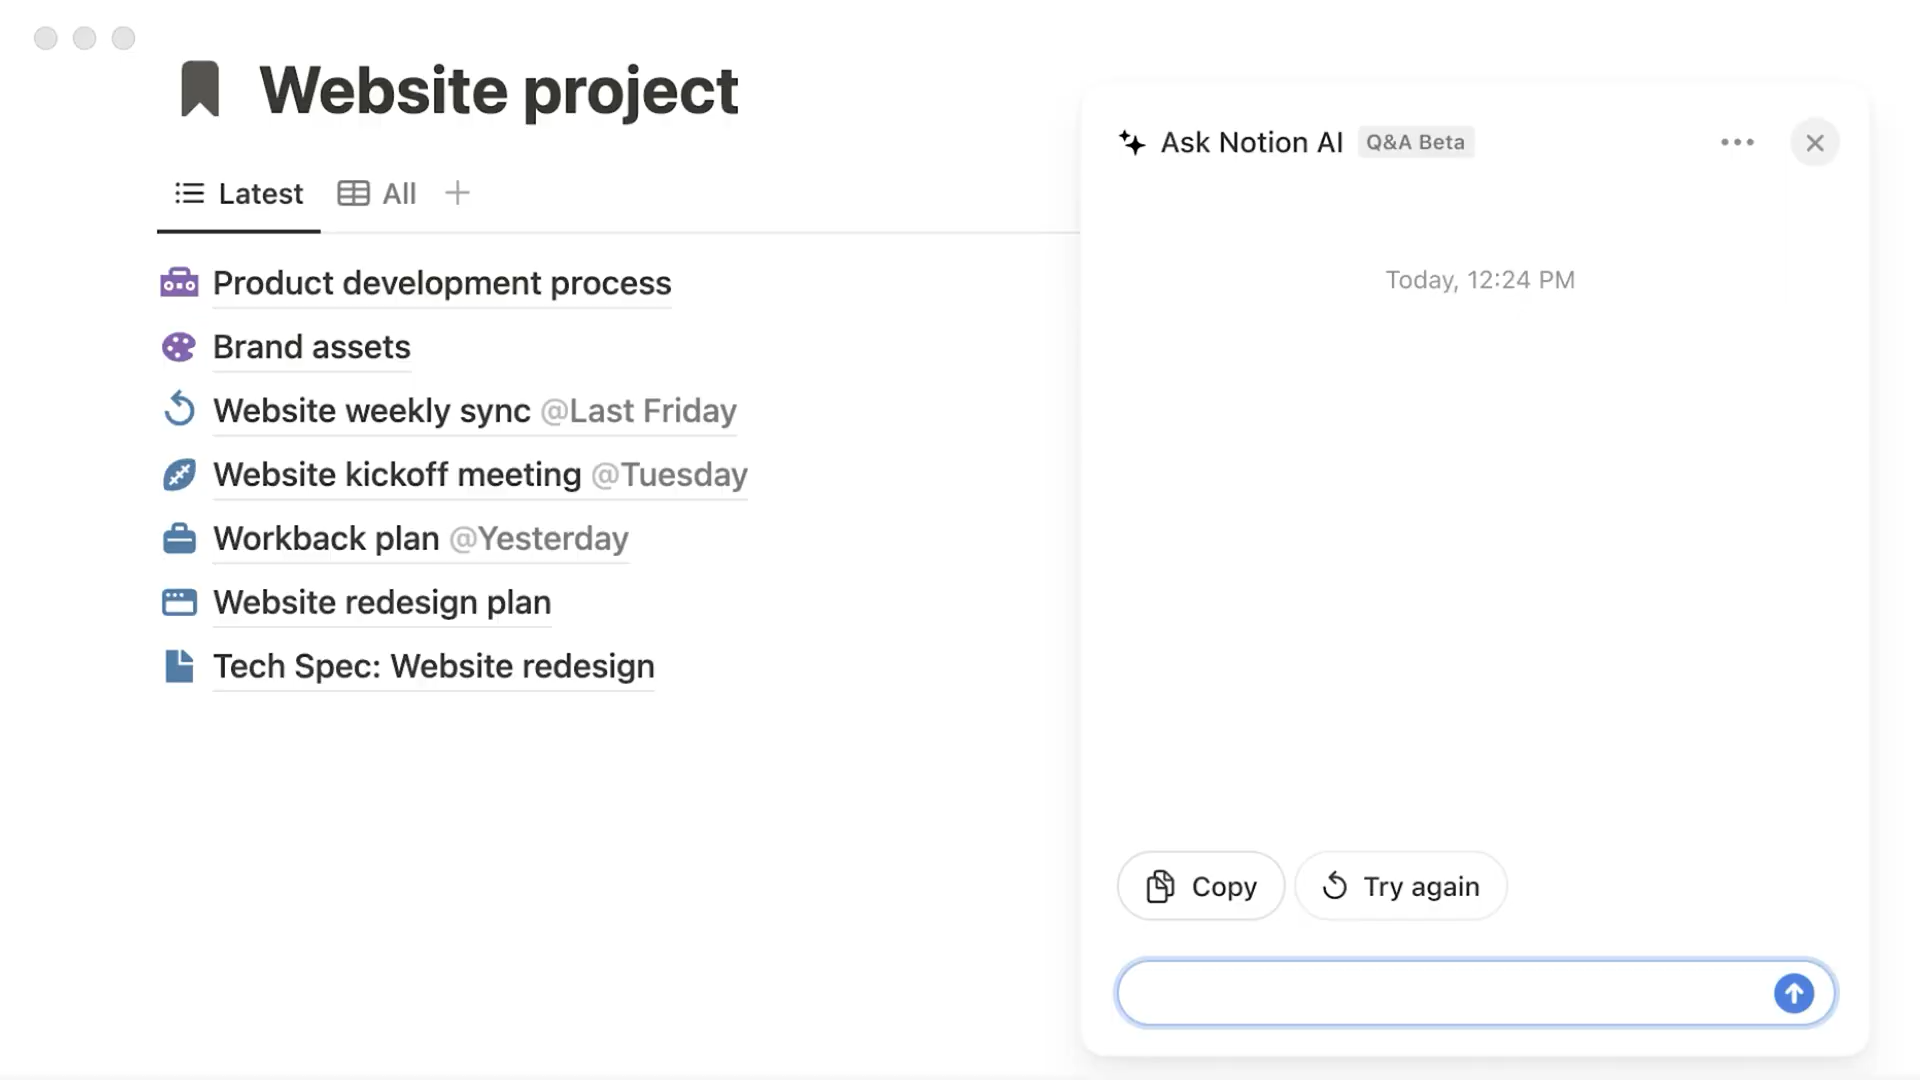 Website project
Latest
All
Product development process
Brand assets
Website weekly sync @Last Friday
Website kickoff meeting @Tuesday
Workback plan @Yesterday
Website redesign plan
Tech Spec: Website redesign
Ask Notion AI Q&A Beta
Today, 12:24 PM
Copy
Try again